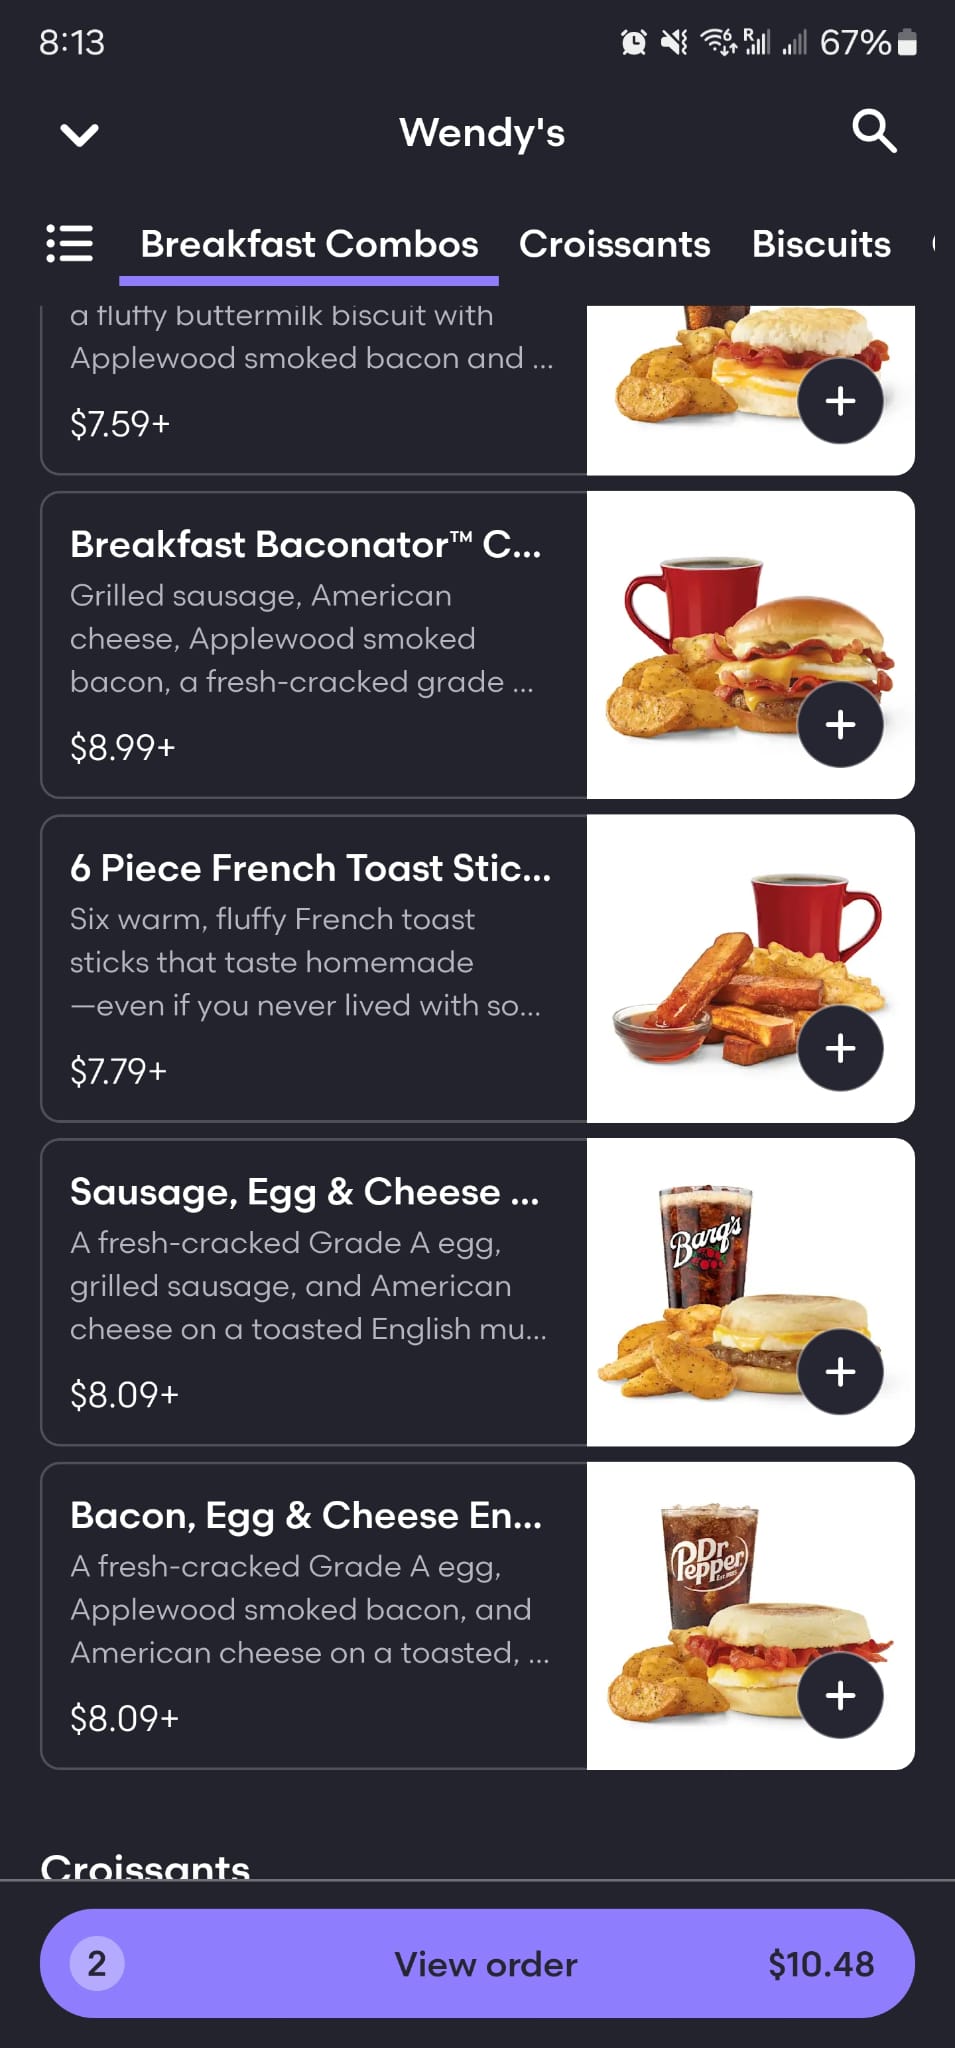 8:13
R
6
67%
Wendy's
Breakfast Combos Croissants Biscuits
a fluffy buttermilk biscuit with
Applewood smoked bacon and ...
$7.59+
+
Breakfast Baconator™ C...
Grilled sausage, American
cheese, Applewood smoked
bacon, a fresh-cracked grade ...
$8.99+
+
6 Piece French Toast Stic...
Six warm, fluffy French toast
sticks that taste homemade
—even if you never lived with so...
$7.79+
+
Sausage, Egg & Cheese ...
A fresh-cracked Grade A egg,
grilled sausage, and American
cheese on a toasted English mu...
$8.09+
Barq's
+
Bacon, Egg & Cheese En...
A fresh-cracked Grade A egg,
Applewood smoked bacon, and
American cheese on a toasted, ...
$8.09+
Dr
Pepper
+
Croissants
2 View order $10.48